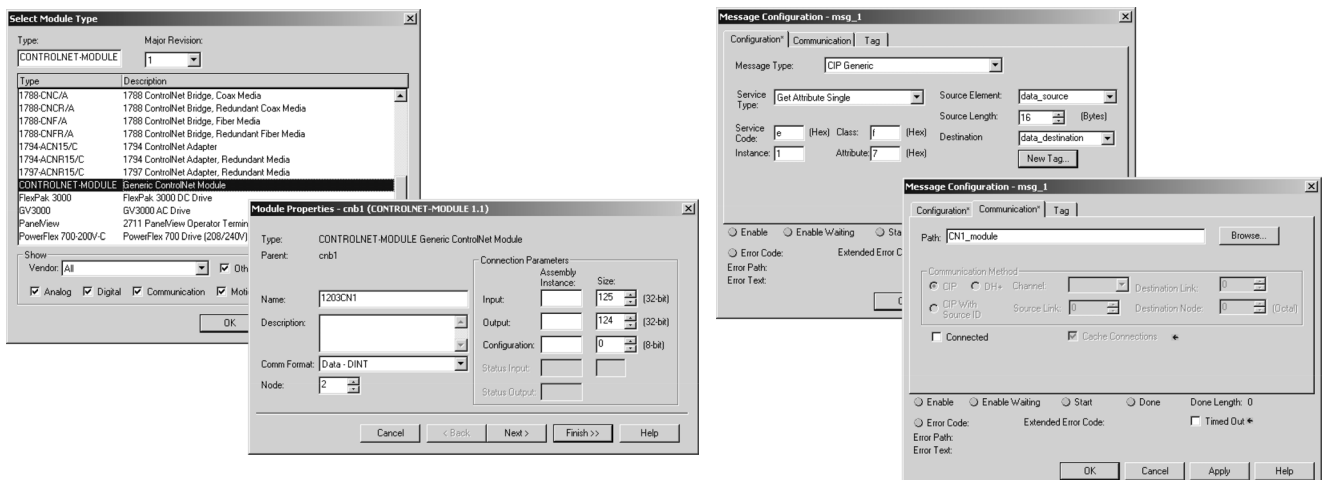 Select Module Type
Type:
Major Revision:
CONTROLNET-MODULE
1
Type
Description
1788-CNC/A 1788 ControlNet Bridge, Coax Media
1788-CNCR/A 1788 ControlNet Bridge, Redundant Coax Media
1788-CNF/A 1788 ControlNet Bridge, Fiber Media
1788-CNFR/A 1788 ControlNet Bridge, Redundant Fiber Media
1794-ACN15/C 1794 ControlNet Adapter
1794-ACNR15/C 1794 ControlNet Adapter, Redundant Media
1797-ACNR15/C 1797 ControlNet Adapter, Redundant Media
CONTROLNET-MODULE Generic ControlNet Module
FlexPak 3000 FlexPak 3000 DC Drive
GV3000 GV3000 AC Drive
PanelView 2711 PanelView Operator Termin
PowerFlex 700-200V-C PowerFlex 700 Drive (208/240V)
Show
Vendor: All
Oth
Analog Digital Communication Moti
OK
Module Properties - cnb1 (CONTROLNET-MODULE 1.1)
Type: CONTROLNET-MODULE Generic ControlNet Module
Parent: cnb1
Connection Parameters
Assembly
Instance:
Size:
Name: 1203CN1
Input: 125 (32-bit)
Description:
Output: 124 (32-bit)
Configuration: 0 (8-bit)
Comm Format: Data - DINT
Status Input:
Node: 2
Status Output:
Cancel < Back Next > Finish >> Help
Message Configuration - msg_1
Configuration* Communication Tag
Message Type: CIP Generic
Service
Type:
Get Attribute Single
Source Element: data_source
Source Length: 16 (Bytes)
Service
Code:
e (Hex) Class: f (Hex)
Destination data_destination
Instance: 1 Attribute: 7 (Hex)
New Tag...
Enable Enable Waiting Sta
Error Code: Extended Error C
Error Path:
Error Text:
Message Configuration - msg_1
Configuration* Communication* Tag
Path: CN1_module
Browse...
CN1_module
Communication Method
CIP DH+ Channel: Destination Link: 0
CIP With
Source ID
Source Link: 0 Destination Node: 0 (Octal)
Connected Cache Connections
Enable Enable Waiting Start Done Done Length: 0
Error Code: Extended Error Code: Timed Out
Error Path:
Error Text:
OK Cancel Apply Help